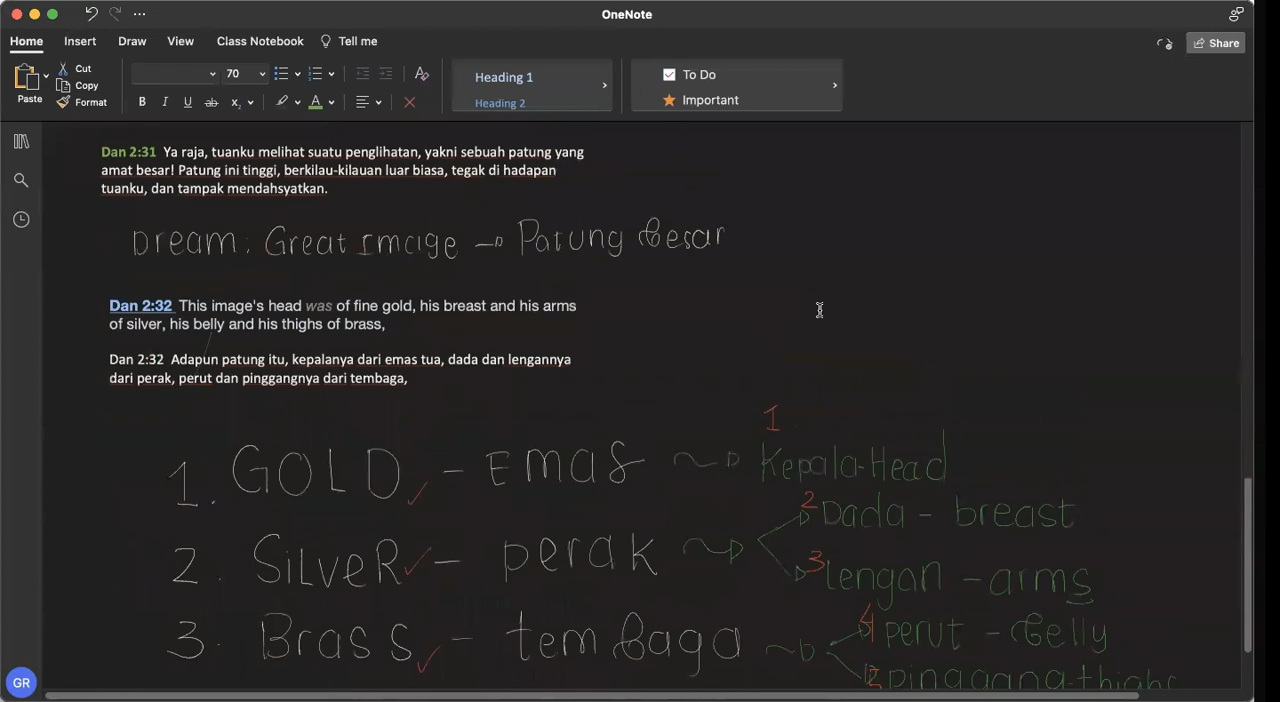 OneNote
Home Insert Draw View Class Notebook Tell me Share
Paste Cut Copy Format 70 B I U ab x₂ A Heading 1 Heading 2 To Do Important
Dan 2:31 Ya raja, tuanku melihat suatu penglihatan, yakni sebuah patung yang
amat besar! Patung ini tinggi, berkilau-kilauan luar biasa, tegak di hadapan
tuanku, dan tampak mendahsyatkan.
Dream: Great Image → Patung Besar
Dan 2:32 This image's head was of fine gold, his breast and his arms
of silver, his belly and his thighs of brass,
Dan 2:32 Adapun patung itu, kepalanya dari emas tua, dada dan lengannya
dari perak, perut dan pinggangnya dari tembaga,
1. GOLD - Emas 1 Kepala-Head
2. SilveR - perak 2 Dada - breast
3 lengan - arms
3. Brass - tembaga 4 perut - Belly
pinggang-thighs
GR